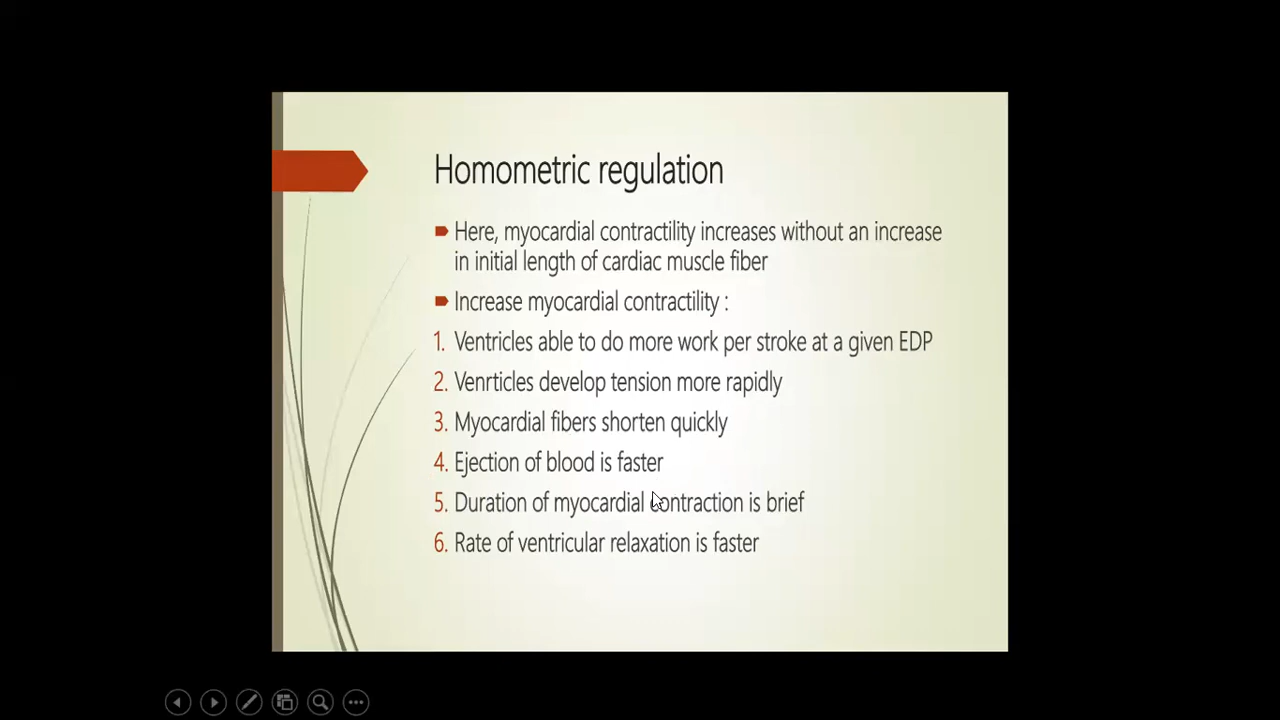 Homometric regulation
Here, myocardial contractility increases without an increase
in initial length of cardiac muscle fiber
Increase myocardial contractility :
1. Ventricles able to do more work per stroke at a given EDP
2. Venrticles develop tension more rapidly
3. Myocardial fibers shorten quickly
4. Ejection of blood is faster
5. Duration of myocardial contraction is brief
6. Rate of ventricular relaxation is faster